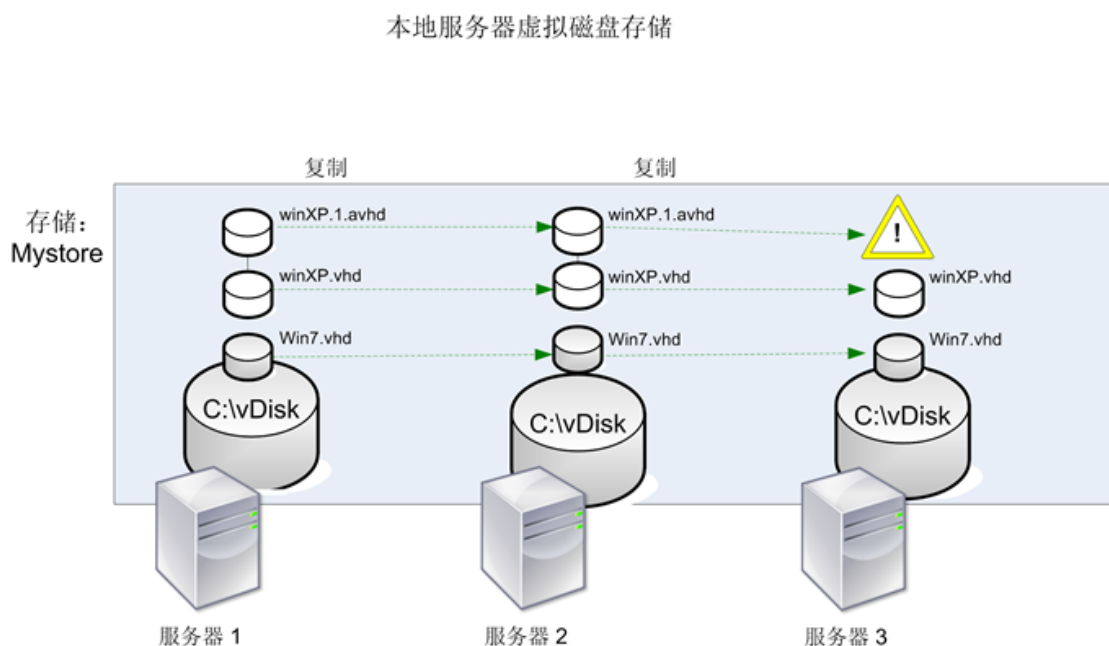 本地服务器虚拟磁盘存储
复制
复制
存储：
Mystore
winXP.1.avhd
winXP.1.avhd
!
winXP.vhd
winXP.vhd
winXP.vhd
Win7.vhd
Win7.vhd
Win7.vhd
C:\vDisk
C:\vDisk
C:\vDisk
服务器 1
服务器 2
服务器 3